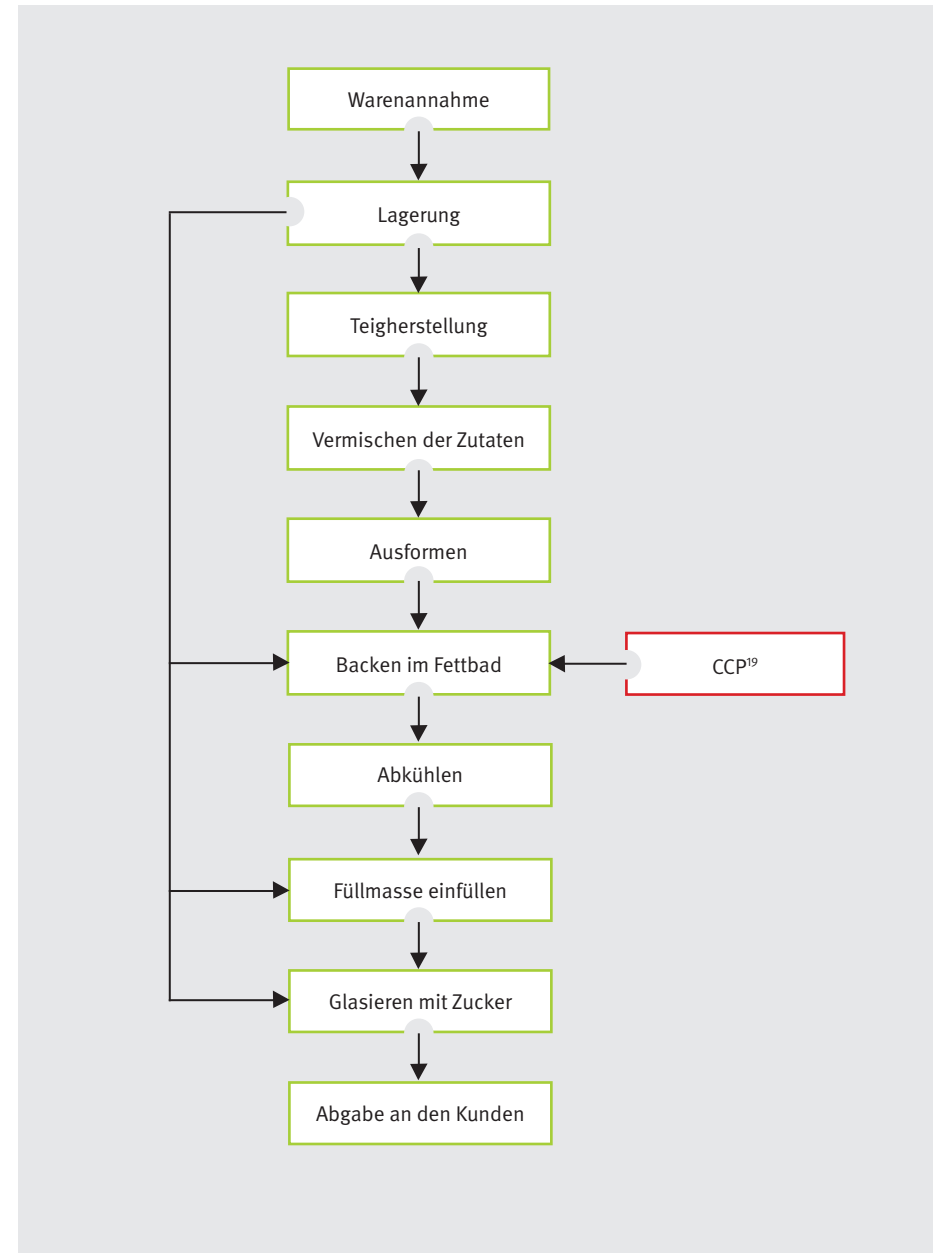 Warenannahme
Lagerung
Teigherstellung
Vermischen der Zutaten
Ausformen
Backen im Fettbad
CCP¹⁹
Abkühlen
Füllmasse einfüllen
Glasieren mit Zucker
Abgabe an den Kunden